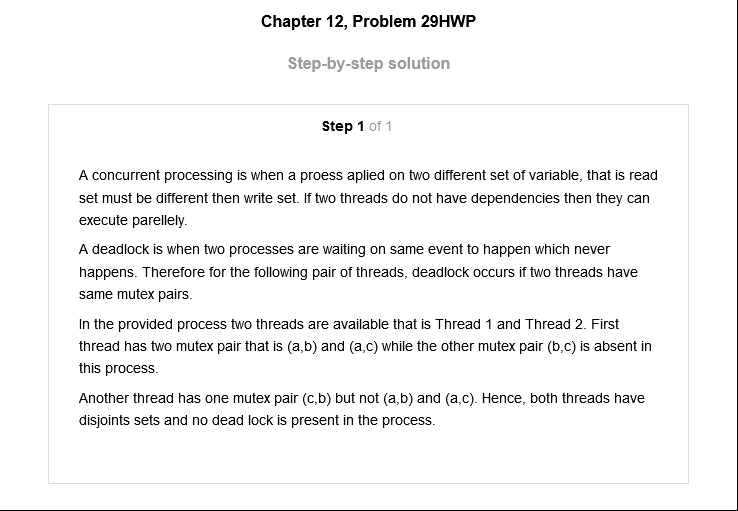 Chapter 12, Problem 29HWP
Step-by-step solution
Step 1 of 1
A concurrent processing is when a proess aplied on two different set of variable, that is read
set must be different then write set. If two threads do not have dependencies then they can
execute parellely.
A deadlock is when two processes are waiting on same event to happen which never
happens. Therefore for the following pair of threads, deadlock occurs if two threads have
same mutex pairs.
In the provided process two threads are available that is Thread 1 and Thread 2. First
thread has two mutex pair that is (a,b) and (a,c) while the other mutex pair (b,c) is absent in
this process.
Another thread has one mutex pair (c,b) but not (a,b) and (a,c). Hence, both threads have
disjoints sets and no dead lock is present in the process.